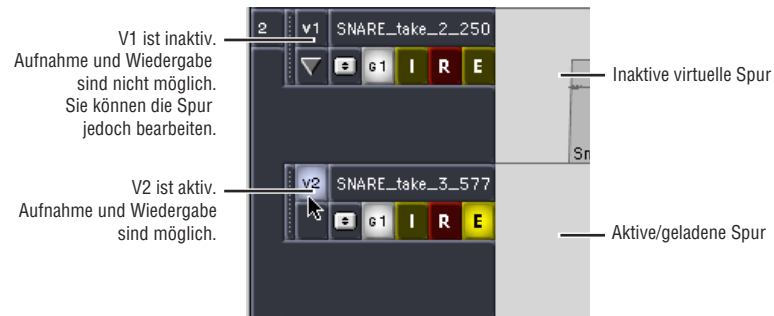 V1 ist inaktiv.
Aufnahme und Wiedergabe
sind nicht möglich.
Sie können die Spur
jedoch bearbeiten.
2 V1 SNARE_take_2_250
G1 I R E
Inaktive virtuelle Spur
Sn
V2 ist aktiv.
Aufnahme und Wiedergabe
sind möglich.
V2 SNARE_take_3_577
G1 I R E
Aktive/geladene Spur